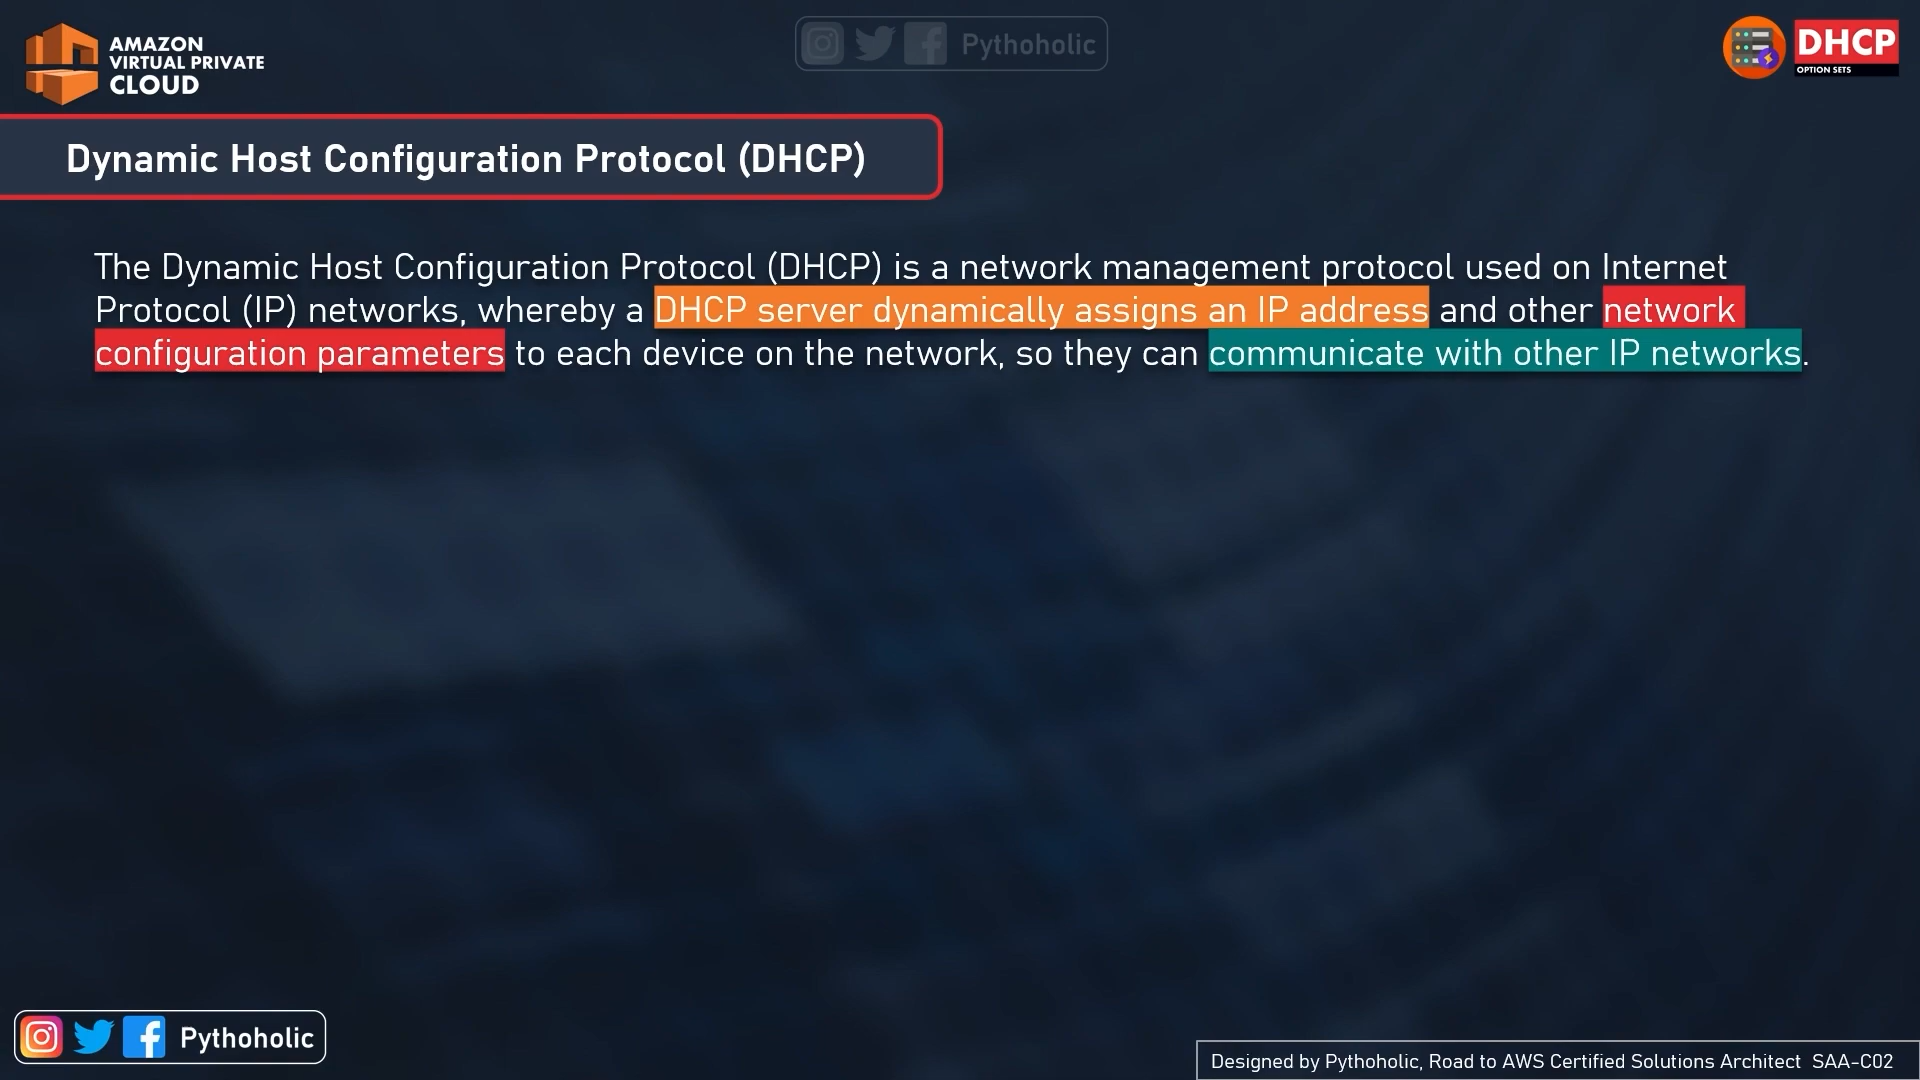 AMAZON
VIRTUAL PRIVATE
CLOUD
Pythoholic
DHCP
OPTION SETS
Dynamic Host Configuration Protocol (DHCP)
The Dynamic Host Configuration Protocol (DHCP) is a network management protocol used on Internet
Protocol (IP) networks, whereby a DHCP server dynamically assigns an IP address and other network
configuration parameters to each device on the network, so they can communicate with other IP networks.
Pythoholic
Designed by Pythoholic, Road to AWS Certified Solutions Architect SAA-C02